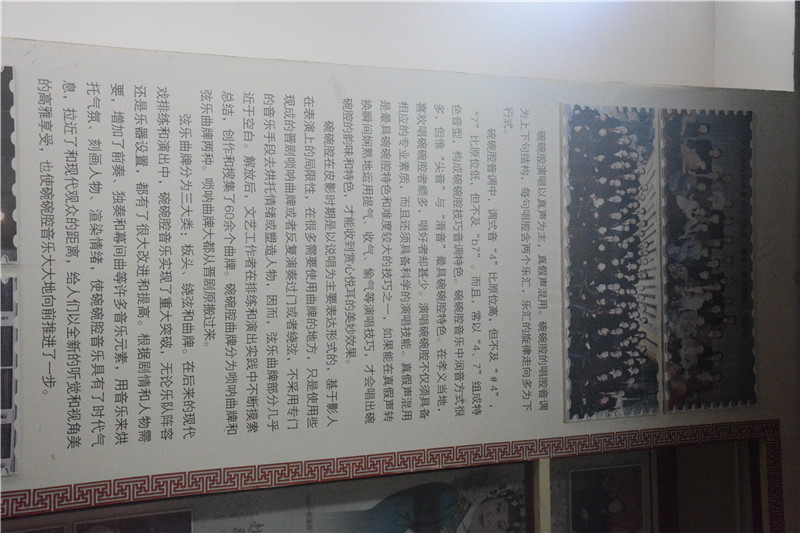 碗碗腔演唱以真声为主，真假声混用。碗碗腔的唱腔音调
为上下句结构，每句唱腔含两个乐汇，乐汇的旋律走向多为下
行式。
碗碗腔音调中，调式音“4”比原位高，但不及“#4”，
“7”比原位低，但不及“b7”。而且，常以“4、7”组成特
色音型，构成碗碗腔技巧音调特色。碗碗腔音乐中润音方式很
多，但惟“尖音”与“滑音”最具碗碗腔特色。在孝义当地，
喜欢唱碗碗腔者颇多，唱好者却甚少。演唱碗碗腔不仅须具备
相应的专业素质，而且还须具备科学的演唱技能。真假声混用
是最具碗碗腔特色和难度较大的技巧之一，如果能在真假声转
换瞬间娴熟地运用提气、收气、偷气等演唱技巧，才会唱出碗
碗腔的韵味和特色，才能收到赏心悦耳的美妙效果。
碗碗腔在皮影时期是以说唱为主要表达形式的，基于影人
在表演上的局限性，在很多需要使用曲牌的地方，只是使用些
现成的晋剧唢呐曲牌或者反复演奏过门或者绕弦，不采用专门
的音乐手段去烘托情绪或塑造人物，因而，弦乐曲牌部分几乎
近于空白。解放后，文艺工作者在排练和演出实践中不断摸索
总结，创作和搜集了60余个曲牌。碗碗腔曲牌分为唢呐曲牌和
弦乐曲牌两种。唢呐曲牌大都从晋剧原搬过来。
弦乐曲牌分为三大类：板头、绕弦和曲牌。在后来的现代
戏排练和演出中，碗碗腔音乐实现了重大突破，无论乐队阵容
还是乐器设置，都有了很大改进和提高。根据剧情和人物需
要，增加了前奏、独奏和幕间曲等许多音乐元素，用音乐来烘
托气氛、刻画人物、渲染情绪，使碗碗腔音乐具有了时代气
息，拉近了和现代观众的距离，给人们以全新的听觉和视角美
的高雅享受，也使碗碗腔音乐大大地向前推进了一步。